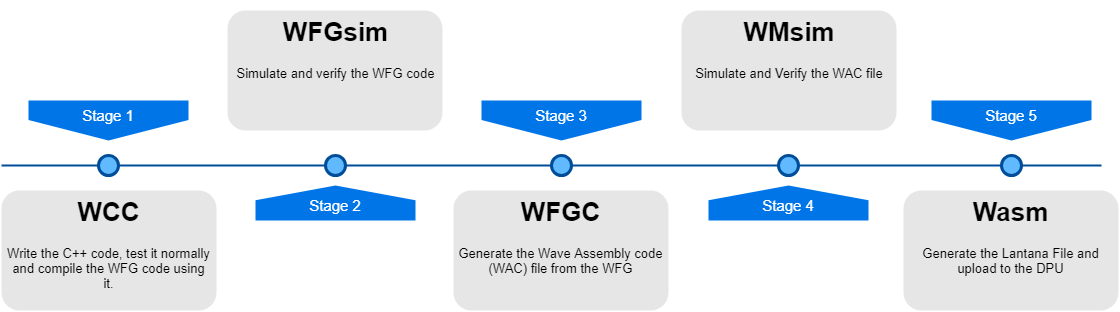 WFGsim
Simulate and verify the WFG code
WMsim
Simulate and Verify the WAC file
Stage 1
Stage 3
Stage 5
Stage 2
Stage 4
WCC
Write the C++ code, test it normally
and compile the WFG code using
it.
WFGC
Generate the Wave Assembly code
(WAC) file from the WFG
Wasm
Generate the Lantana File and
upload to the DPU